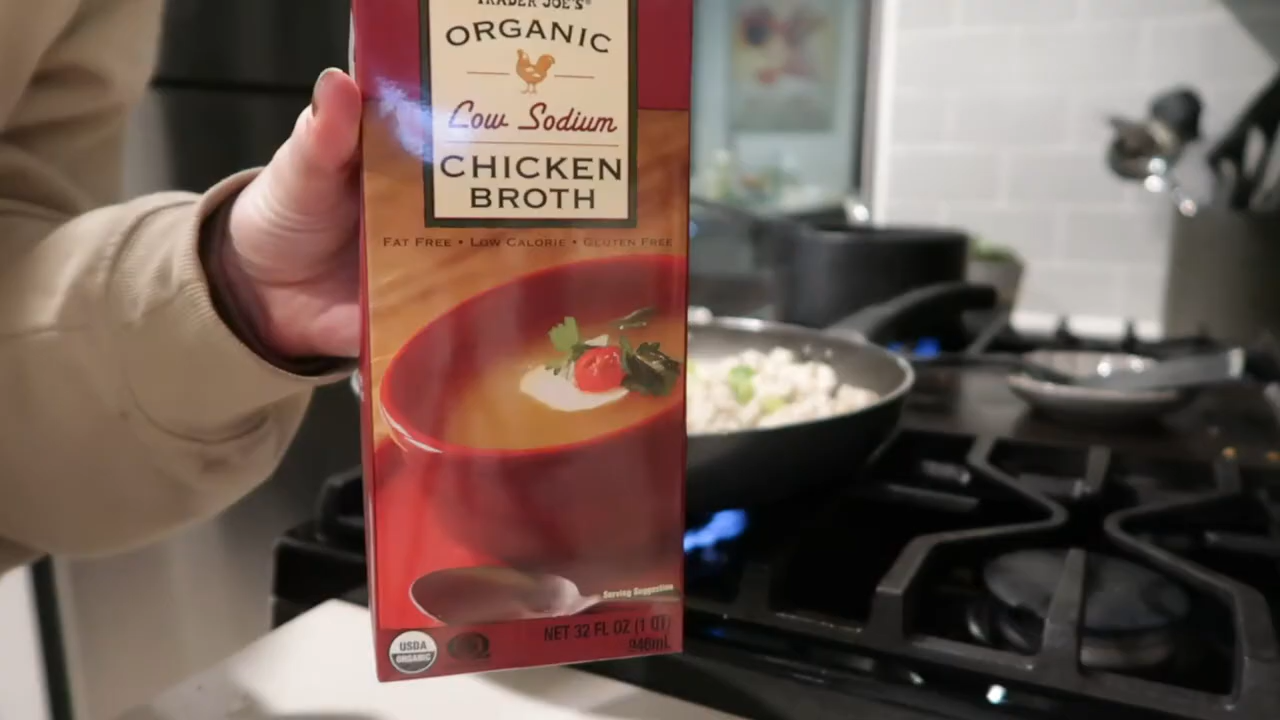 TRADER JOE'S®
ORGANIC
Low Sodium
CHICKEN
BROTH
FAT FREE • LOW CALORIE • GLUTEN FREE
Serving Suggestion
NET 32 FL OZ (1 QT)
946mL
USDA
ORGANIC